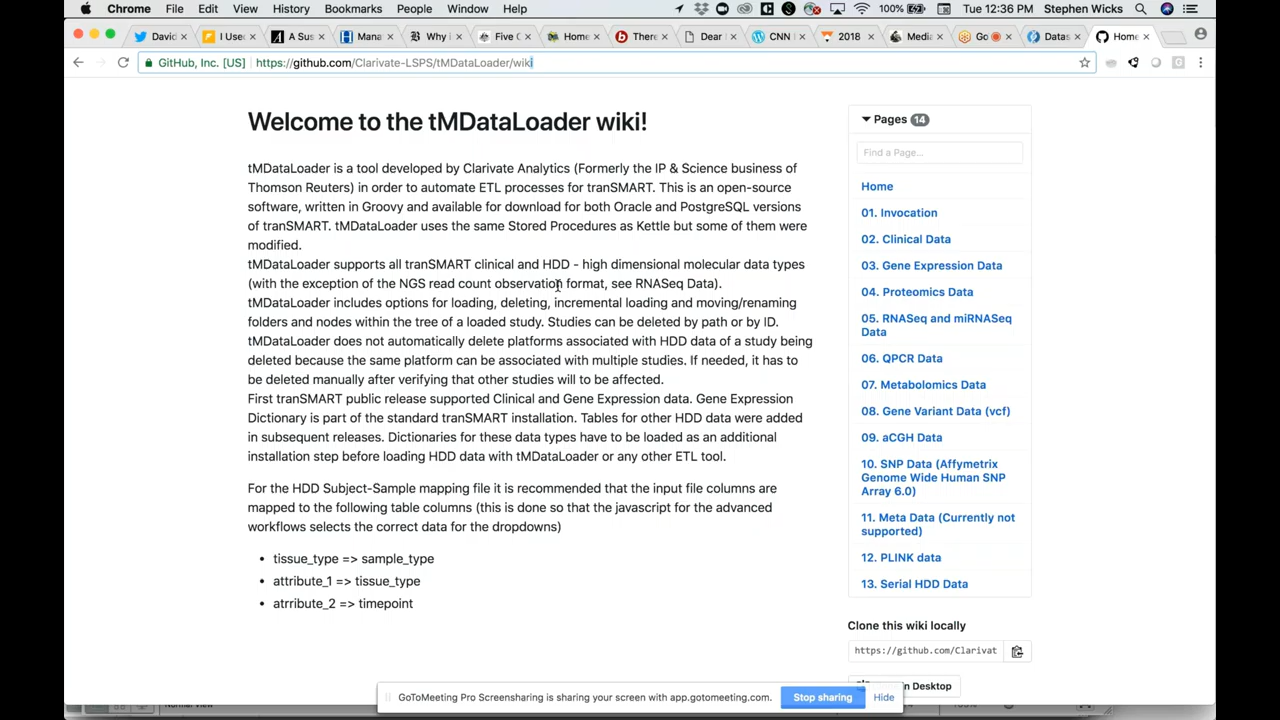 Chrome File Edit View History Bookmarks People Window Help 100% Tue 12:36 PM Stephen Wicks
David I Use A Sus Mana Why I Five C Home There Dear CNN 2018 Media Go Datas Home
GitHub, Inc. [US] https://github.com/Clarivate-LSPS/tMDataLoader/wiki
Welcome to the tMDataLoader wiki!
tMDataLoader is a tool developed by Clarivate Analytics (Formerly the IP & Science business of
Thomson Reuters) in order to automate ETL processes for tranSMART. This is an open-source
software, written in Groovy and available for download for both Oracle and PostgreSQL versions
of tranSMART. tMDataLoader uses the same Stored Procedures as Kettle but some of them were
modified.
tMDataLoader supports all tranSMART clinical and HDD - high dimensional molecular data types
(with the exception of the NGS read count observation format, see RNASeq Data).
tMDataLoader includes options for loading, deleting, incremental loading and moving/renaming
folders and nodes within the tree of a loaded study. Studies can be deleted by path or by ID.
tMDataLoader does not automatically delete platforms associated with HDD data of a study being
deleted because the same platform can be associated with multiple studies. If needed, it has to
be deleted manually after verifying that other studies will to be affected.
First tranSMART public release supported Clinical and Gene Expression data. Gene Expression
Dictionary is part of the standard tranSMART installation. Tables for other HDD data were added
in subsequent releases. Dictionaries for these data types have to be loaded as an additional
installation step before loading HDD data with tMDataLoader or any other ETL tool.
For the HDD Subject-Sample mapping file it is recommended that the input file columns are
mapped to the following table columns (this is done so that the javascript for the advanced
workflows selects the correct data for the dropdowns)
• tissue_type => sample_type
• attribute_1 => tissue_type
• atrribute_2 => timepoint
Pages 14
Find a Page...
Home
01. Invocation
02. Clinical Data
03. Gene Expression Data
04. Proteomics Data
05. RNASeq and miRNASeq
Data
06. QPCR Data
07. Metabolomics Data
08. Gene Variant Data (vcf)
09. aCGH Data
10. SNP Data (Affymetrix
Genome Wide Human SNP
Array 6.0)
11. Meta Data (Currently not
supported)
12. PLINK data
13. Serial HDD Data
Clone this wiki locally
https://github.com/Clarivat
n Desktop
GoToMeeting Pro Screensharing is sharing your screen with app.gotomeeting.com. Stop sharing Hide
Normal View